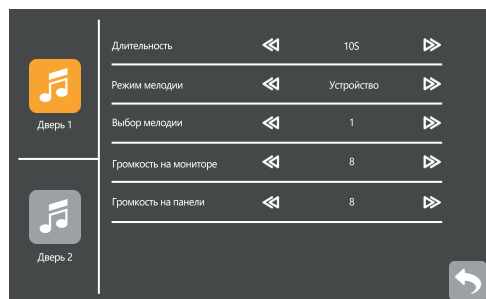 Дверь 1
Дверь 2
Длительность 10S
Режим мелодии Устройство
Выбор мелодии 1
Громкость на мониторе 8
Громкость на панели 8